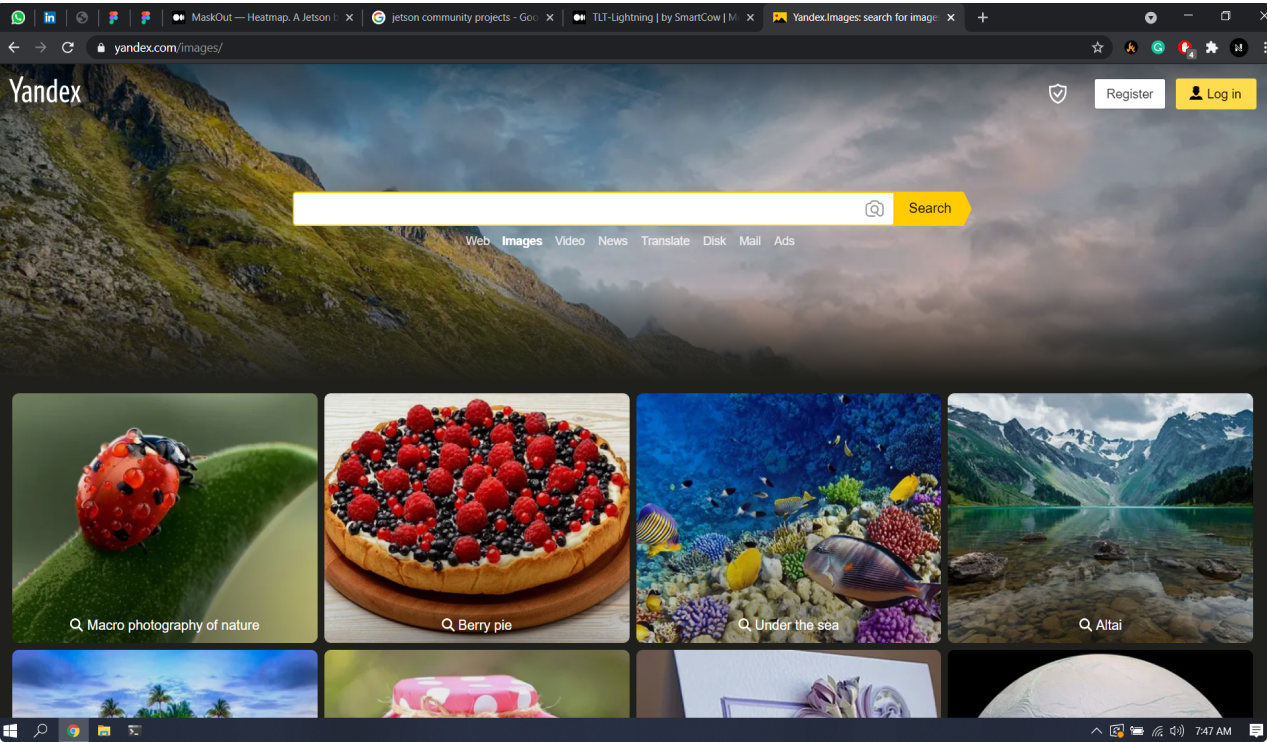 MaskOut — Heatmap. A Jetson b
jetson community projects - Goo
TLT-Lightning | by SmartCow | M
Yandex.Images: search for image
yandex.com/images/
4
Yandex
Register
Log in
Search
Web Images Video News Translate Disk Mail Ads
Macro photography of nature
Berry pie
Under the sea
Altai
7:47 AM